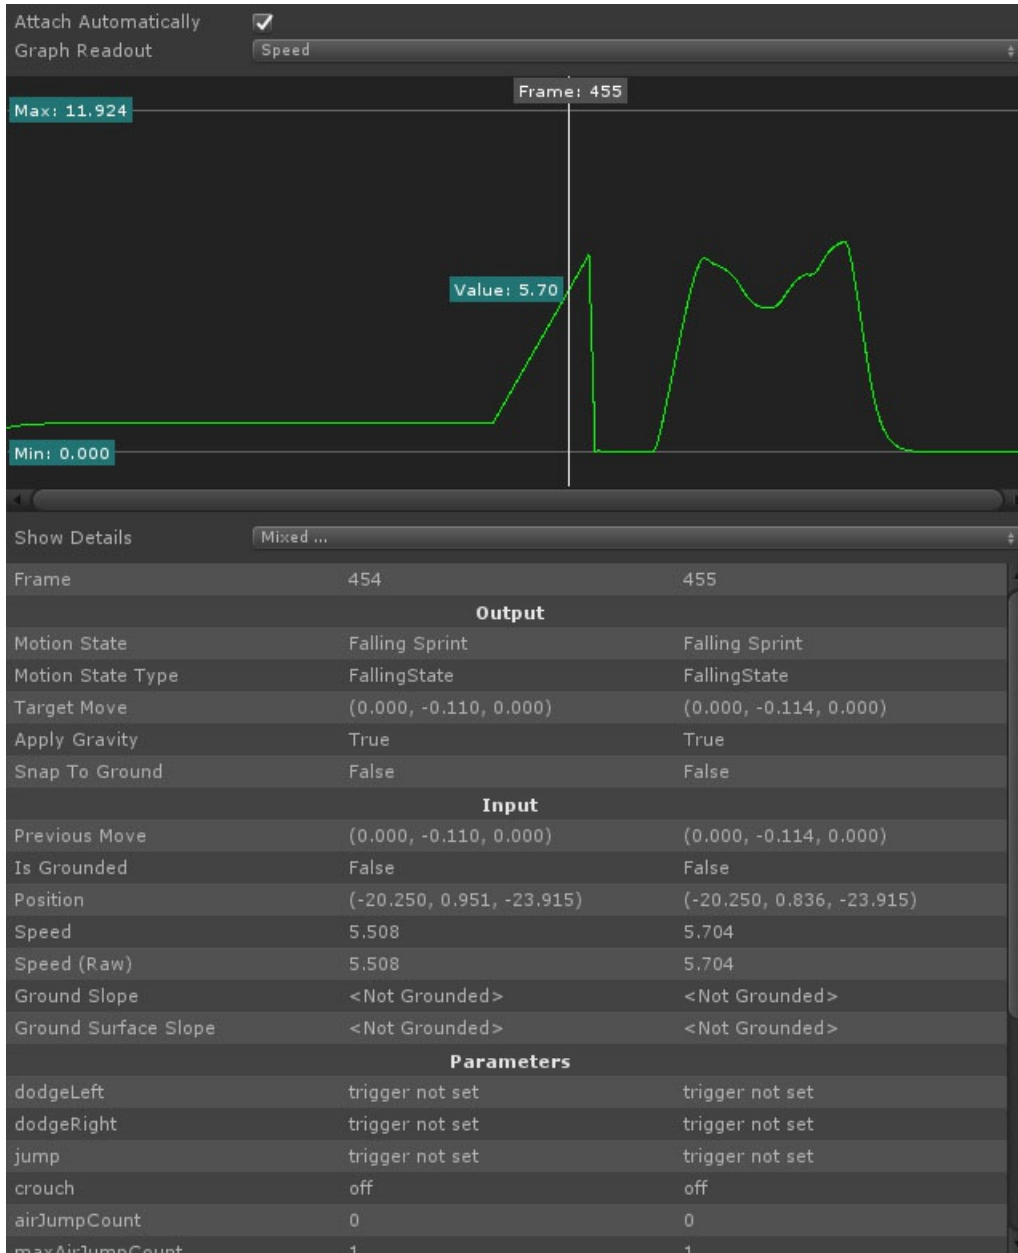 Attach Automatically
Graph Readout Speed
Frame: 455
Max: 11.924
Value: 5.70
Min: 0.000
Show Details Mixed ...
Frame 454 455
Output
Motion State Falling Sprint Falling Sprint
Motion State Type FallingState FallingState
Target Move (0.000, -0.110, 0.000) (0.000, -0.114, 0.000)
Apply Gravity True True
Snap To Ground False False
Input
Previous Move (0.000, -0.110, 0.000) (0.000, -0.114, 0.000)
Is Grounded False False
Position (-20.250, 0.951, -23.915) (-20.250, 0.836, -23.915)
Speed 5.508 5.704
Speed (Raw) 5.508 5.704
Ground Slope <Not Grounded> <Not Grounded>
Ground Surface Slope <Not Grounded> <Not Grounded>
Parameters
dodgeLeft trigger not set trigger not set
dodgeRight trigger not set trigger not set
jump trigger not set trigger not set
crouch off off
airJumpCount 0 0
maxAirJumpCount 1 1